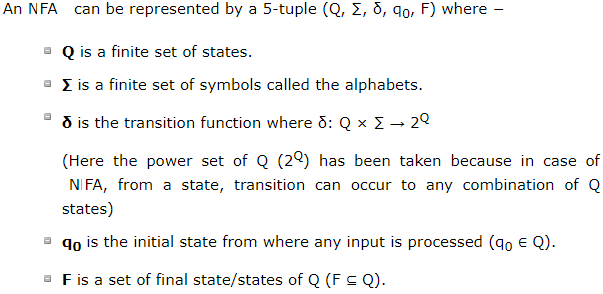 An NFA can be represented by a 5-tuple (Q, Σ, δ, q₀, F) where −
Q is a finite set of states.
Σ is a finite set of symbols called the alphabets.
δ is the transition function where δ: Q × Σ → 2^Q
(Here the power set of Q (2^Q) has been taken because in case of
NFA, from a state, transition can occur to any combination of Q
states)
q₀ is the initial state from where any input is processed (q₀ ∈ Q).
F is a set of final state/states of Q (F ⊆ Q).